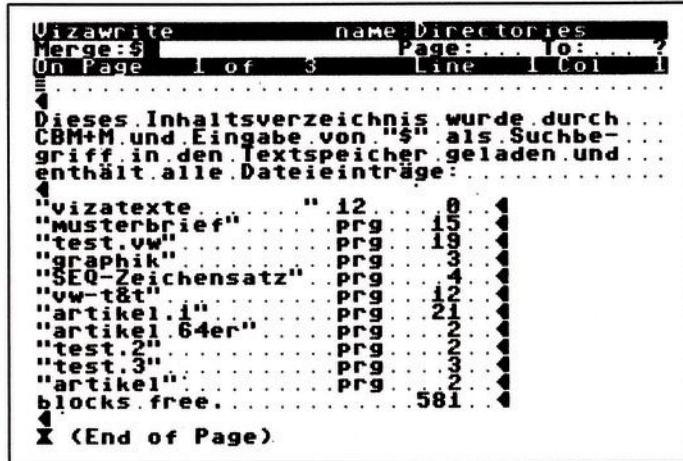 Vizawrite name Directories
Merge:$ Page:... To:... ?
On Page 1 of 3 Line 1 Col 1
Dieses.Inhaltsverzeichnis.wurde.durch...
CBM+M.und.Eingabe.von."$".als.Suchbe-...
griff.in.den.Textspeicher.geladen.und...
enthält.alle.Dateieinträge:............
"vizatexte.......".i2.....0..
"musterbrief"......prg...15..
"test.vw"..........prg...19..
"graphik"..........prg....3..
"SEQ-Zeichensatz"..prg....4..
"vw-t&t"...........prg...12..
"artikel.1"........prg...21..
"artikel.64er".....prg....2..
"test.2"...........prg....2..
"test.3"...........prg....3..
"artikel"..........prg....2..
blocks.free............581..
(End of Page)